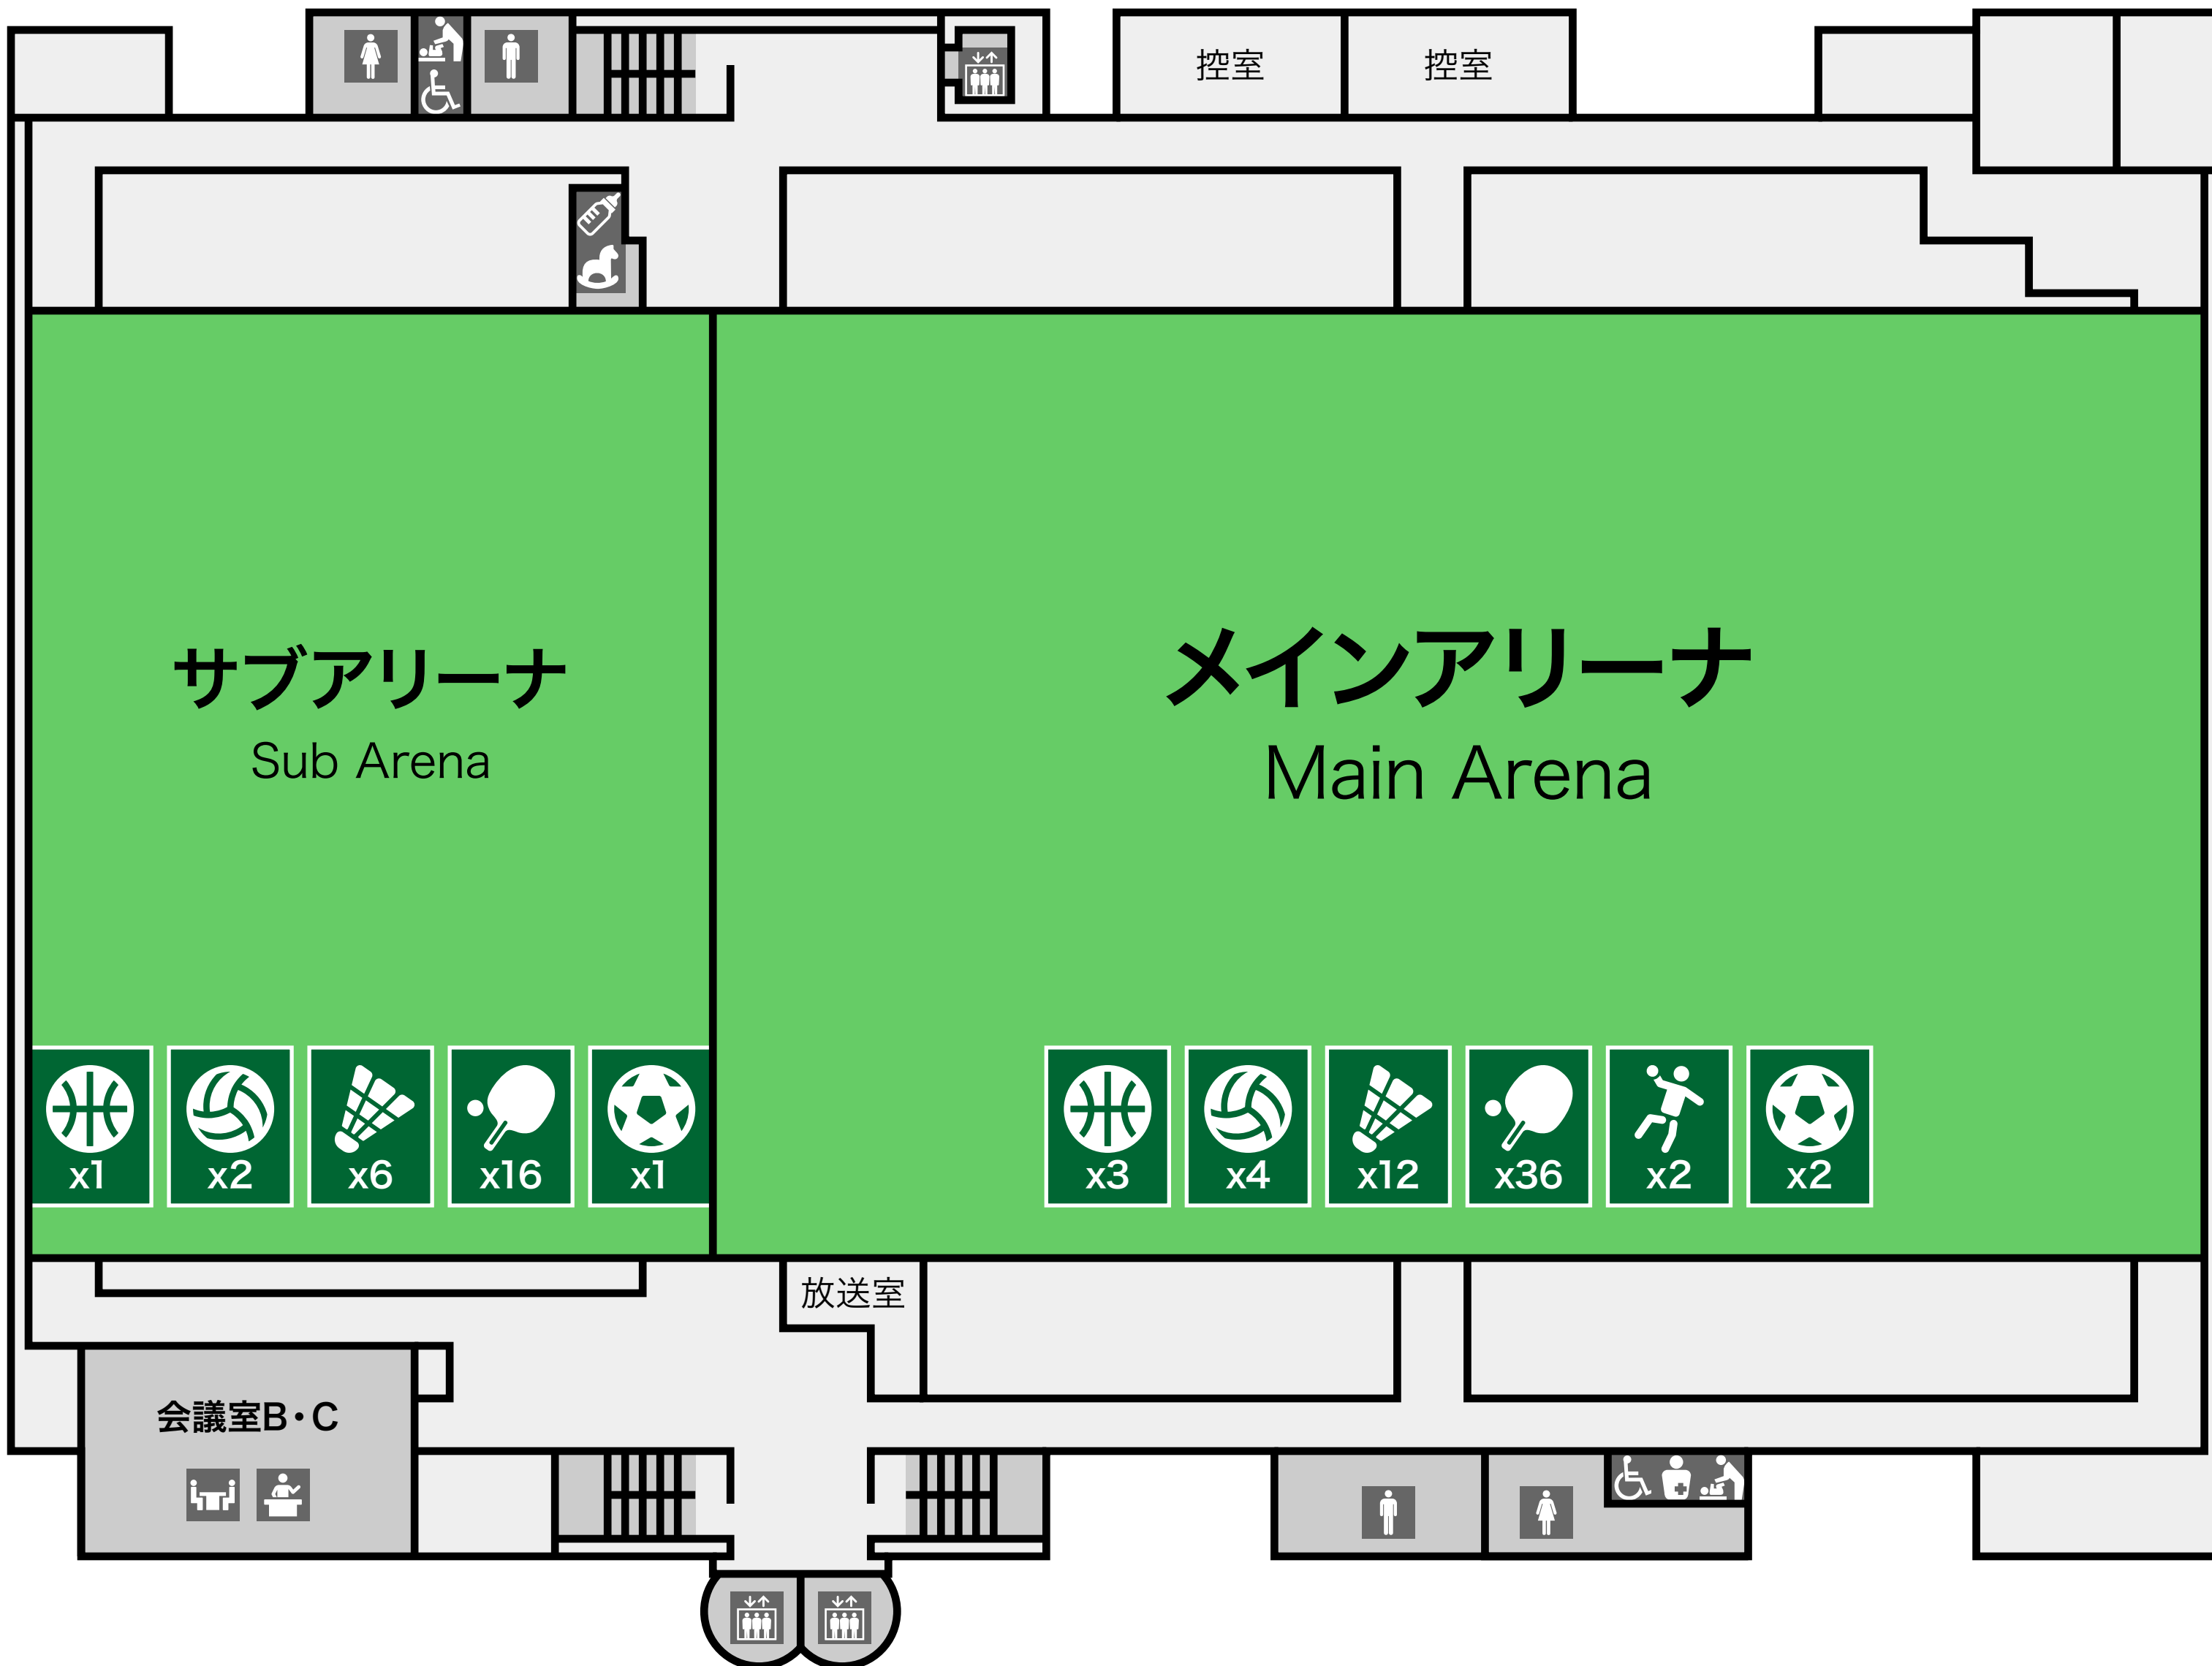 控室
控室
サブアリーナ
Sub Arena
メインアリーナ
Main Arena
x1
x2
x6
x16
x1
x3
x4
x12
x36
x2
x2
放送室
会議室B・C